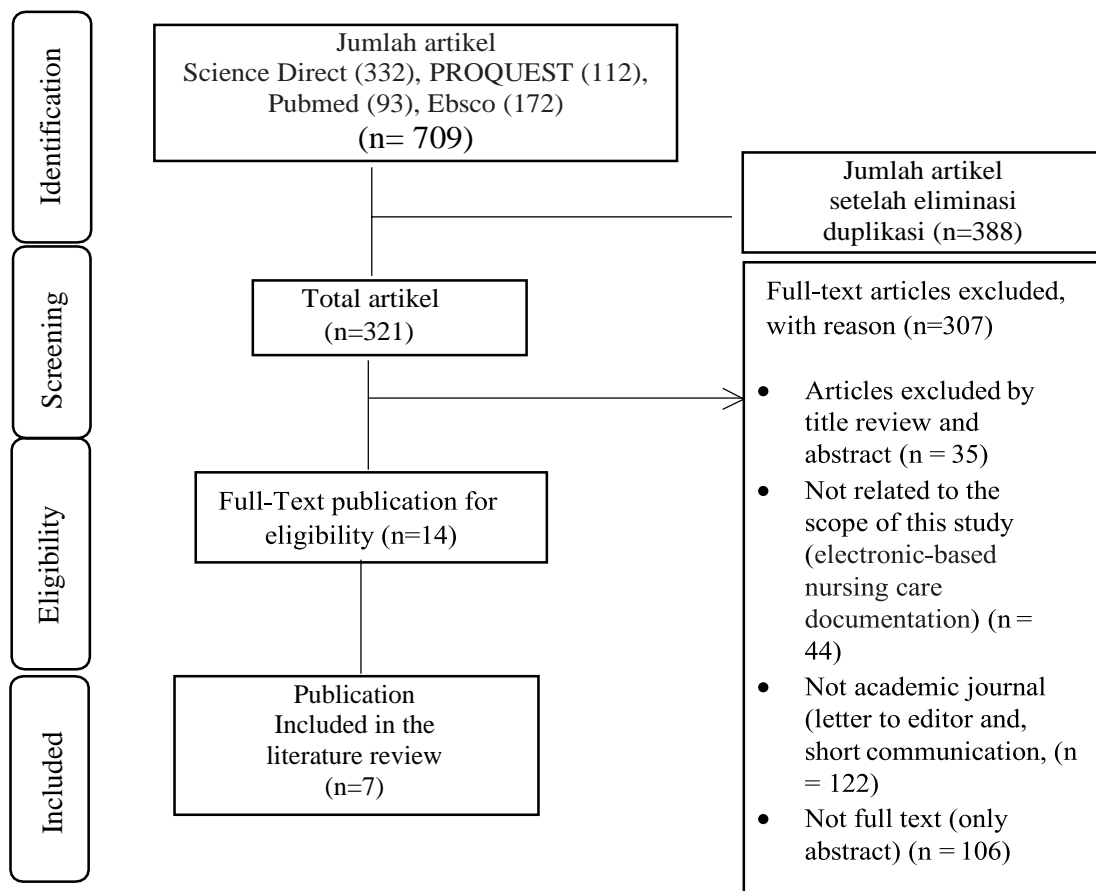 Identification
Jumlah artikel
Science Direct (332), PROQUEST (112),
Pubmed (93), Ebsco (172)
(n= 709)
Jumlah artikel
setelah eliminasi
duplikasi (n=388)
Screening
Total artikel
(n=321)
Full-text articles excluded,
with reason (n=307)
• Articles excluded by
title review and
abstract (n = 35)
• Not related to the
scope of this study
(electronic-based
nursing care
documentation) (n =
44)
• Not academic journal
(letter to editor and,
short communication, (n
= 122)
• Not full text (only
abstract) (n = 106)
Eligibility
Full-Text publication for
eligibility (n=14)
Included
Publication
Included in the
literature review
(n=7)